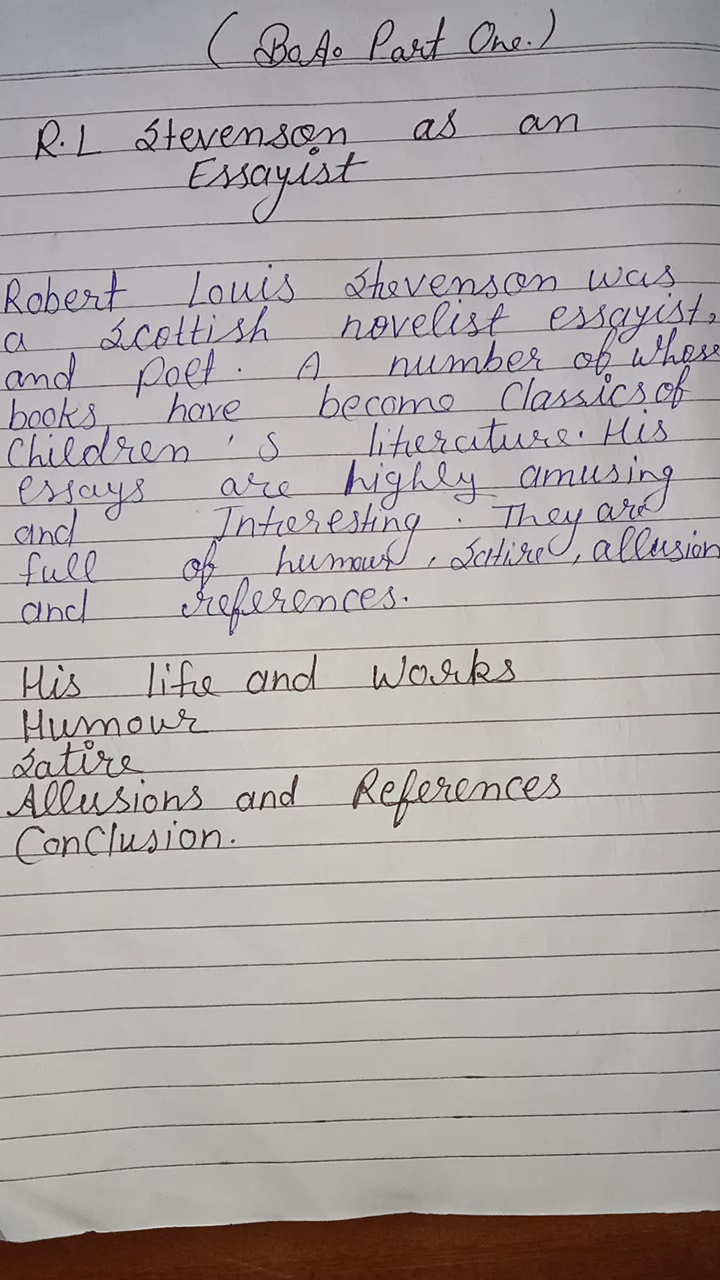 (B.A. Part One.)
R.L Stevenson as an
Essayist
Robert Louis Stevenson was
a Scottish novelist essayist,
and Poet. A number of whose
books have become Classics of
Children's literature. His
essays are highly amusing
and Interesting. They are
full of humour, Satire, allusion
and references.
His life and Works
Humour
Satire
Allusions and References
Conclusion.